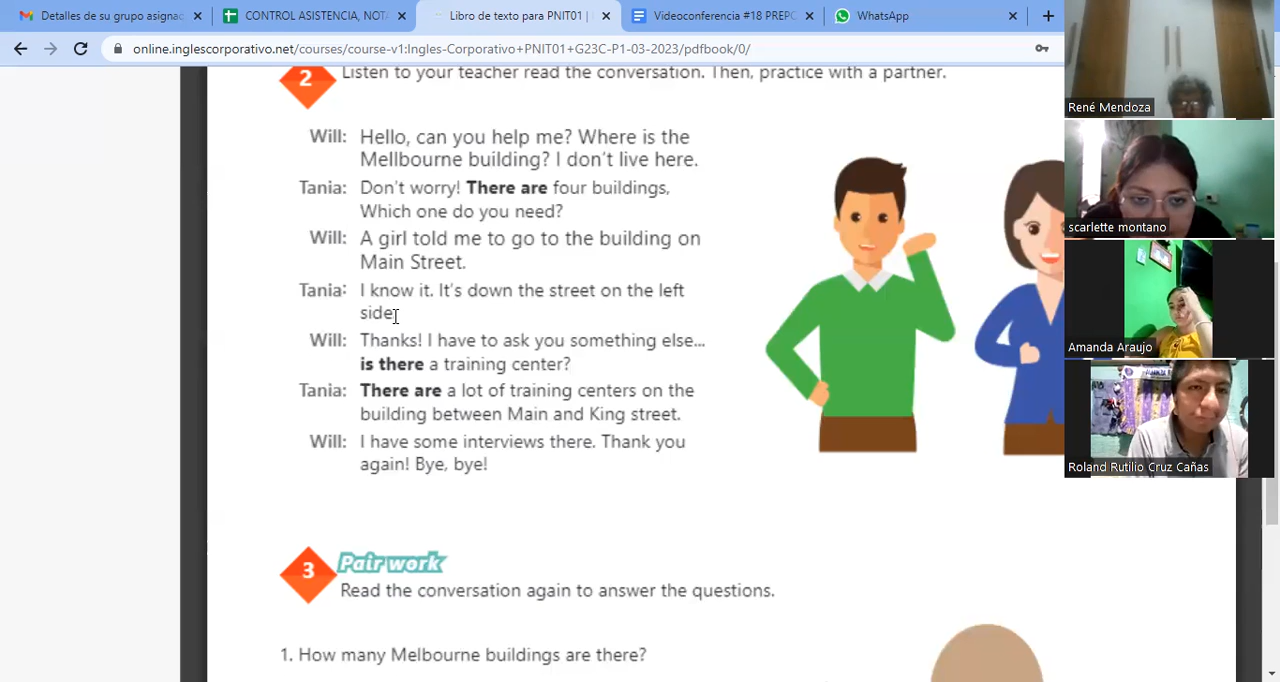 Detalles de su grupo asignac
CONTROL ASISTENCIA, NOTA
Libro de texto para PNIT01 |
Videoconferencia #18 PREPO
WhatsApp
online.inglescorporativo.net/courses/course-v1:Ingles-Corporativo+PNIT01+G23C-P1-03-2023/pdfbook/0/
2
Listen to your teacher read the conversation. Then, practice with a partner.
Will: Hello, can you help me? Where is the
Mellbourne building? I don't live here.
Tania: Don't worry! There are four buildings,
Which one do you need?
Will: A girl told me to go to the building on
Main Street.
Tania: I know it. It's down the street on the left
side.
Will: Thanks! I have to ask you something else...
is there a training center?
Tania: There are a lot of training centers on the
building between Main and King street.
Will: I have some interviews there. Thank you
again! Bye, bye!
3
Pair work
Read the conversation again to answer the questions.
1. How many Melbourne buildings are there?
René Mendoza
scarlette montano
Amanda Araujo
Roland Rutilio Cruz Cañas